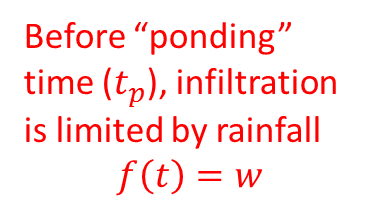 Before “ponding”
time (tₚ), infiltration
is limited by rainfall
f(t) = w